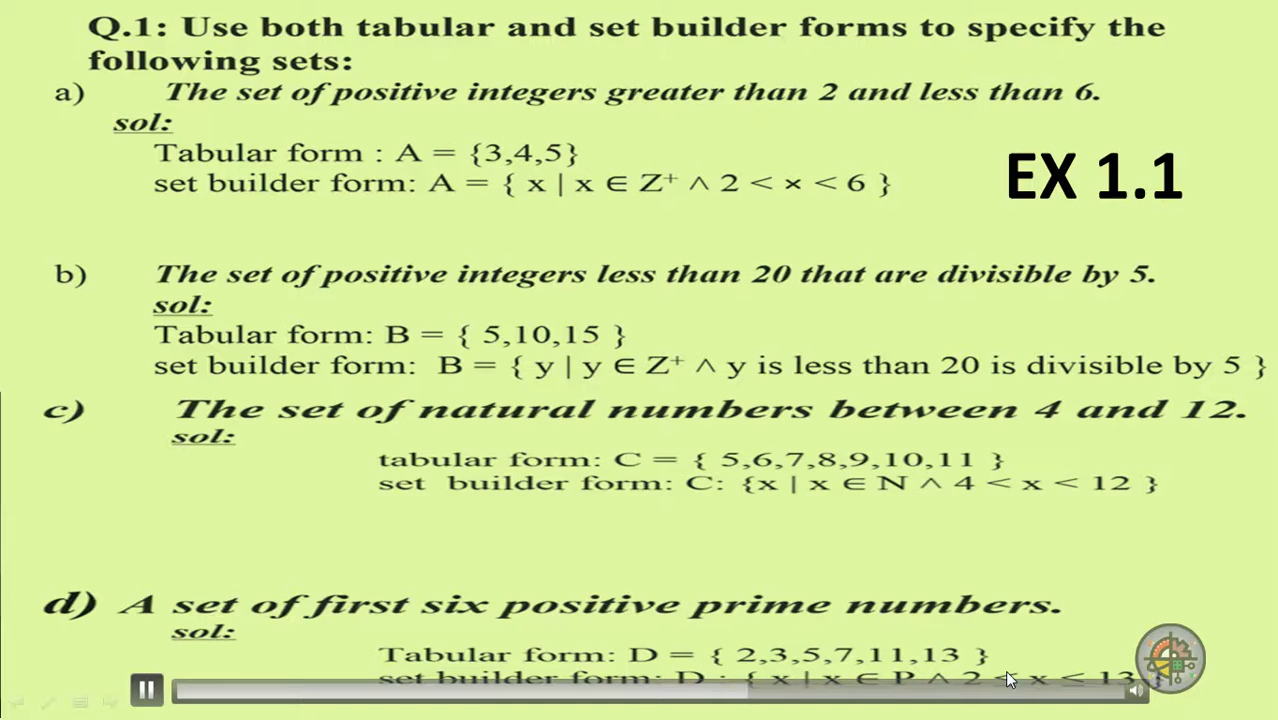 Q.1: Use both tabular and set builder forms to specify the
following sets:
a) The set of positive integers greater than 2 and less than 6.
sol:
Tabular form : A = {3,4,5}
set builder form: A = { x | x ∈ Z⁺ ∧ 2 < x < 6 }
EX 1.1
b) The set of positive integers less than 20 that are divisible by 5.
sol:
Tabular form: B = { 5,10,15 }
set builder form: B = { y | y ∈ Z⁺ ∧ y is less than 20 is divisible by 5 }
c) The set of natural numbers between 4 and 12.
sol:
tabular form: C = { 5,6,7,8,9,10,11 }
set builder form: C: {x | x ∈ N ∧ 4 < x < 12 }
d) A set of first six positive prime numbers.
sol:
Tabular form: D = { 2,3,5,7,11,13 }
set builder form: D : { x | x ∈ P ∧ 2 x ≤ 13 }